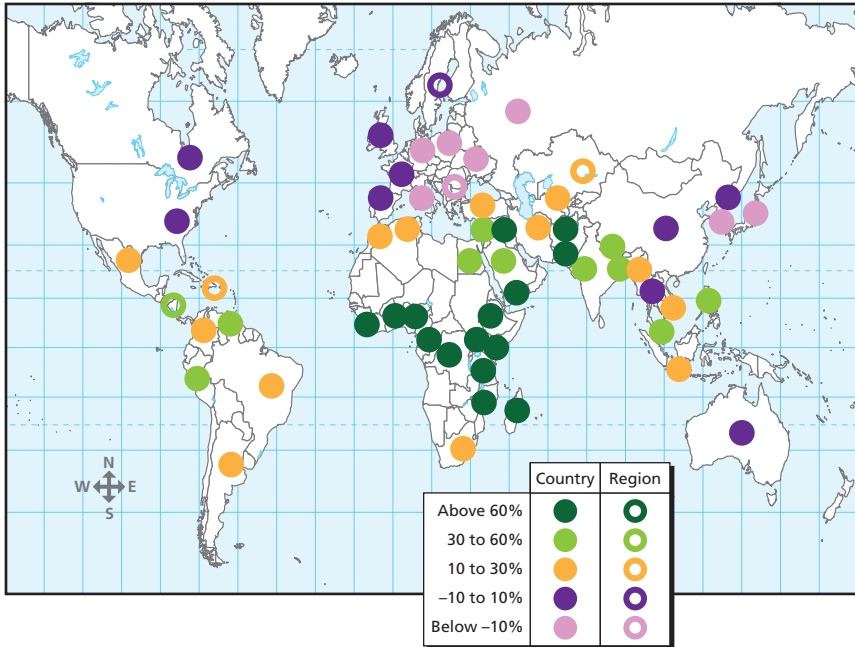 N
W E
S
Country Region
Above 60%
30 to 60%
10 to 30%
–10 to 10%
Below –10%